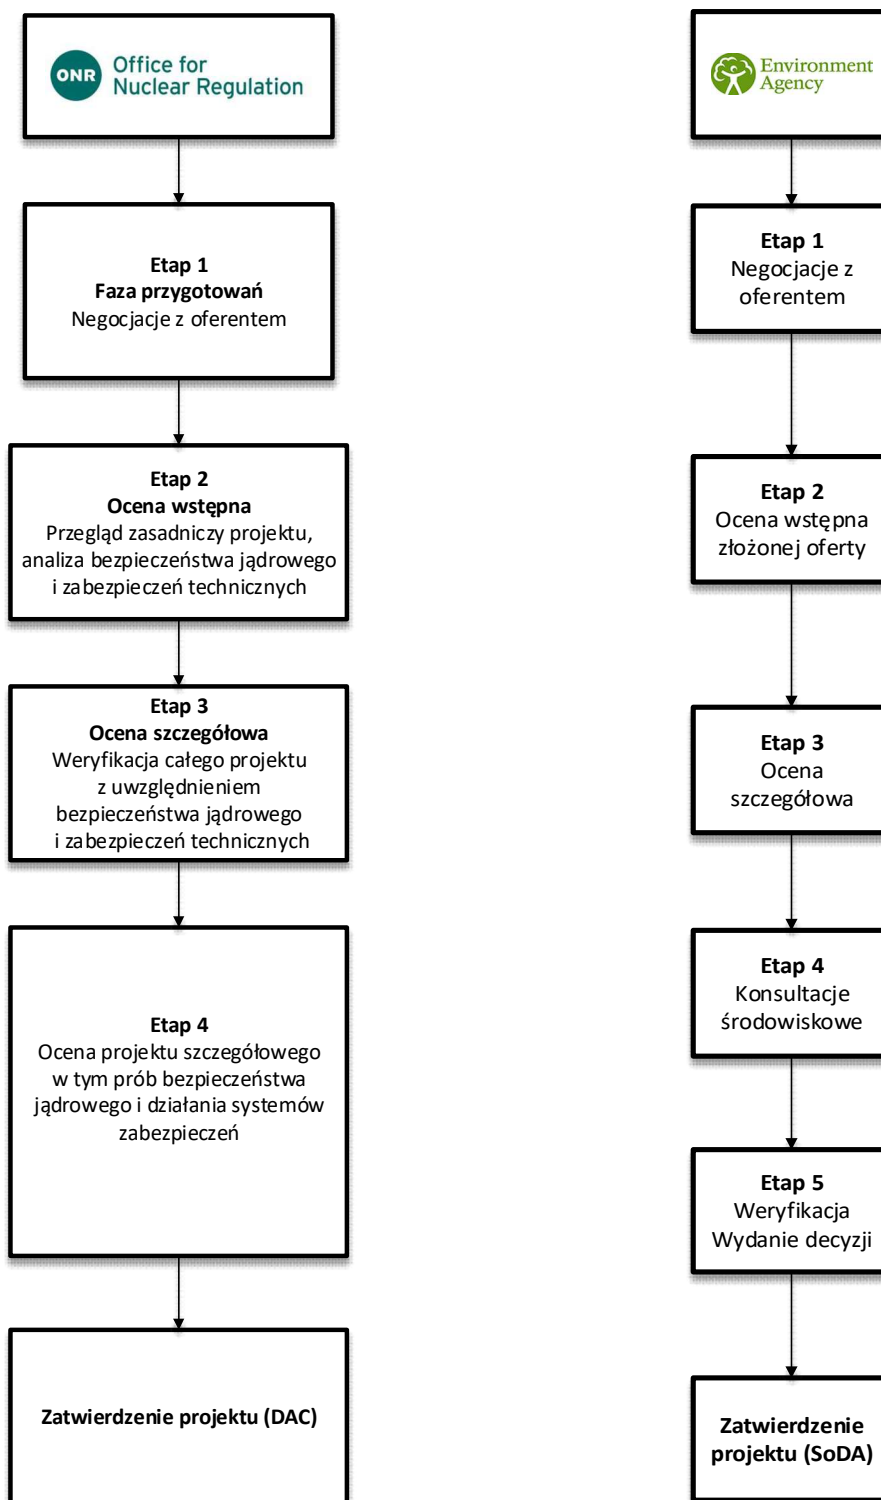 ONR
Office for
Nuclear Regulation
Etap 1
Faza przygotowań
Negocjacje z oferentem
Etap 2
Ocena wstępna
Przegląd zasadniczy projektu,
analiza bezpieczeństwa jądrowego
i zabezpieczeń technicznych
Etap 3
Ocena szczegółowa
Weryfikacja całego projektu
z uwzględnieniem
bezpieczeństwa jądrowego
i zabezpieczeń technicznych
Etap 4
Ocena projektu szczegółowego
w tym prób bezpieczeństwa
jądrowego i działania systemów
zabezpieczeń
Zatwierdzenie projektu (DAC)
Environment
Agency
Etap 1
Negocjacje z
oferentem
Etap 2
Ocena wstępna
złożonej oferty
Etap 3
Ocena
szczegółowa
Etap 4
Konsultacje
środowiskowe
Etap 5
Weryfikacja
Wydanie decyzji
Zatwierdzenie
projektu (SoDA)